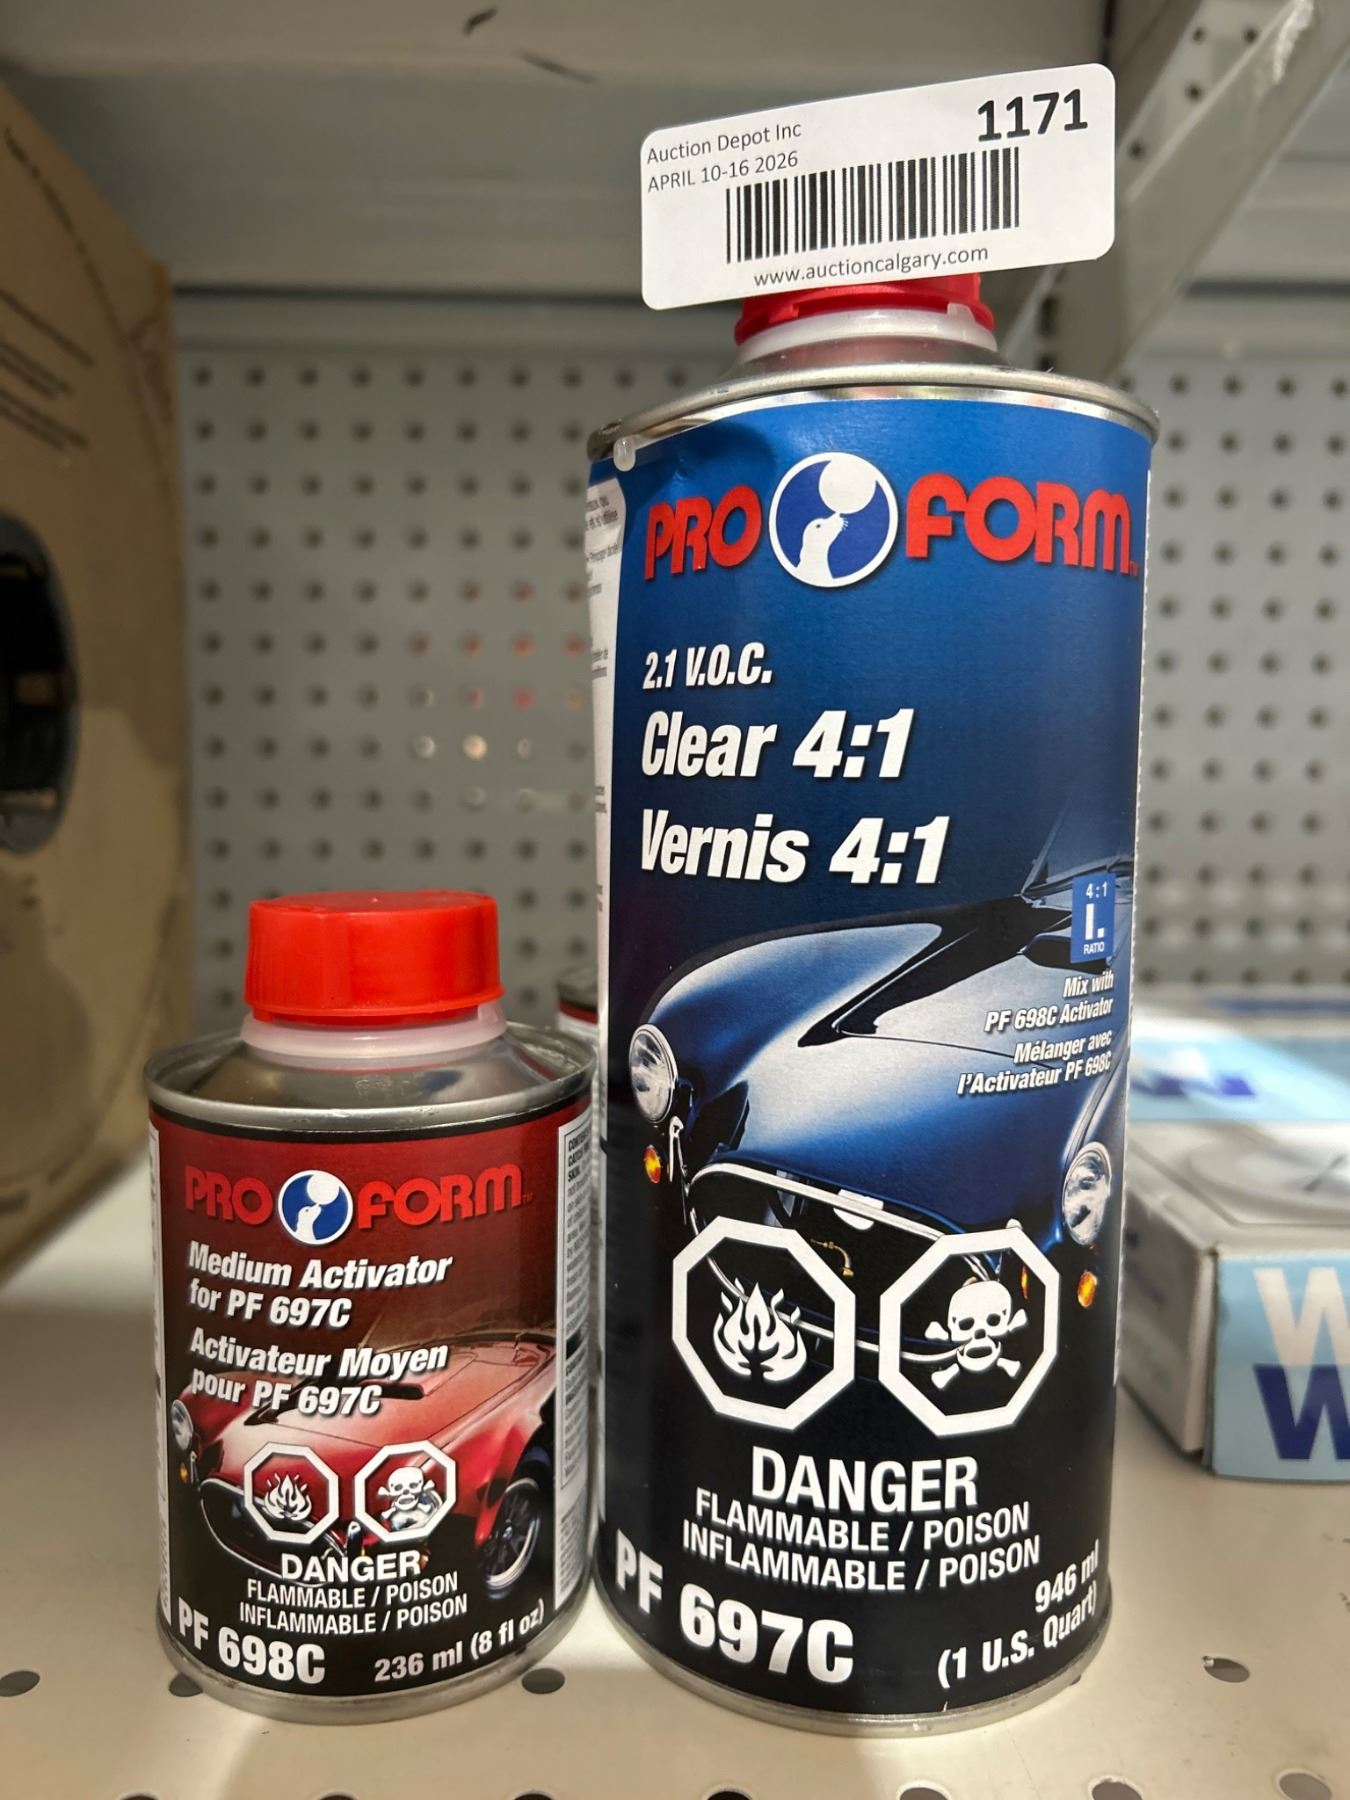 Auction Depot Inc
1171
APRIL 10-16 2026
www.auctioncalgary.com
PRO FORM
2.1 V.O.C.
Clear 4:1
Vernis 4:1
4:1
I.
RATIO
Mix with
PF 698C Activator
Mélanger avec
l'Activateur PF 698C
DANGER
FLAMMABLE / POISON
INFLAMMABLE / POISON
PF 697C
946 ml
(1 U.S. Quart)
PRO FORM
Medium Activator
for PF 697C
Activateur Moyen
pour PF 697C
DANGER
FLAMMABLE / POISON
INFLAMMABLE / POISON
PF 698C
236 ml (8 fl oz)
W
W